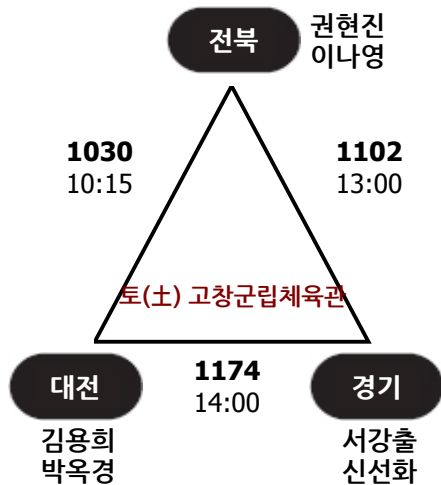 전북
권현진
이나영
1030
10:15
1102
13:00
토(土) 고창군립체육관
대전
1174
14:00
경기
김용희
박옥경
서강출
신선화